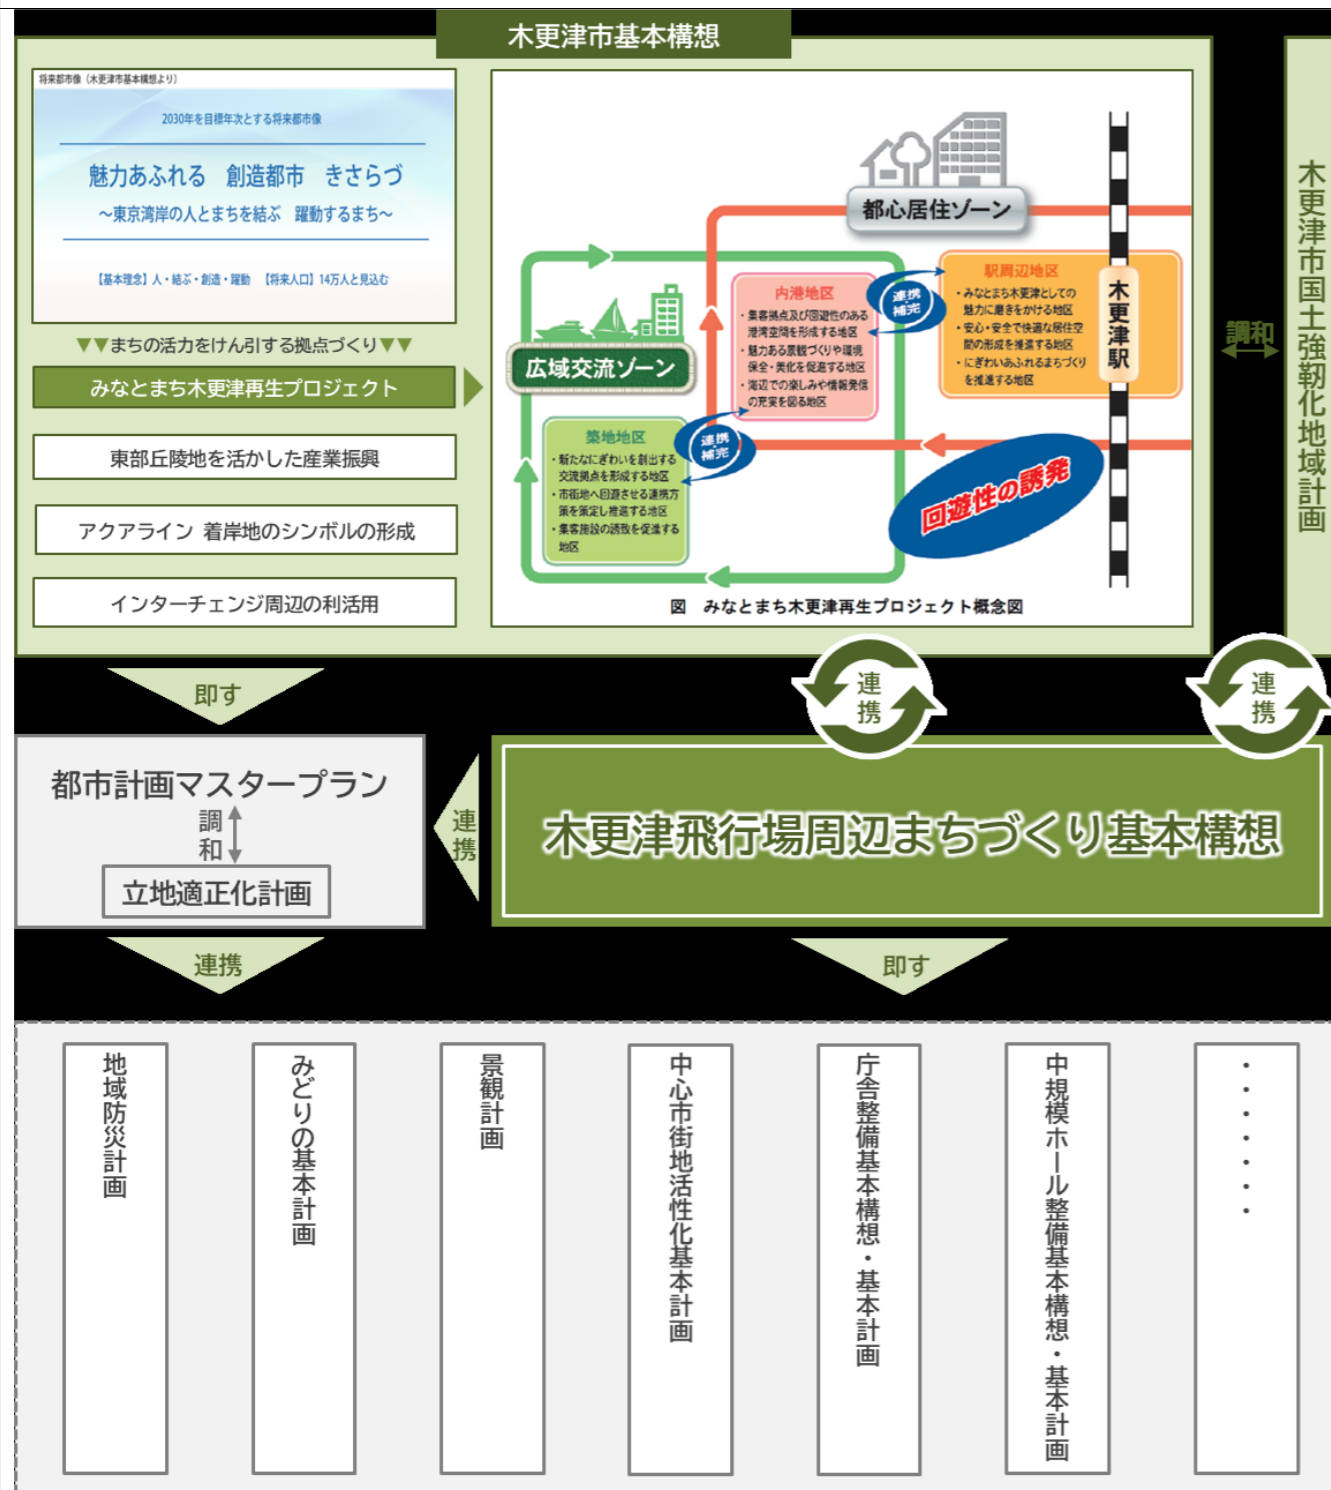 木更津市基本構想
将来都市像（木更津市基本構想より）
2030年を目標年次とする将来都市像
魅力あふれる　創造都市　きさらづ
～東京湾岸の人とまちを結ぶ　躍動するまち～
【基本理念】人・結ぶ・創造・躍動　【将来人口】14万人と見込む
▼▼まちの活力をけん引する拠点づくり▼▼
みなとまち木更津再生プロジェクト
東部丘陵地を活かした産業振興
アクアライン 着岸地のシンボルの形成
インターチェンジ周辺の利活用
都心居住ゾーン
広域交流ゾーン
内港地区
・集客拠点及び回遊性のある
港湾空間を形成する地区
・魅力ある景観づくりや環境
保全・美化を促進する地区
・海辺での楽しみや情報発信
の充実を図る地区
連携
・
補完
駅周辺地区
・みなとまち木更津としての
魅力に磨きをかける地区
・安心・安全で快適な居住空
間の形成を推進する地区
・にぎわいあふれるまちづくり
を推進する地区
木更津駅
築地地区
・新たなにぎわいを創出する
交流拠点を形成する地区
・市街地へ回遊させる連携方
策を策定し推進する地区
・集客施設の誘致を促進する
地区
連携
・
補完
回遊性の誘発
図　みなとまち木更津再生プロジェクト概念図
調和
木更津市国土強靭化地域計画
即す
連携
連携
都市計画マスタープラン
調和
立地適正化計画
連携
木更津飛行場周辺まちづくり基本構想
連携
即す
地域防災計画
みどりの基本計画
景観計画
中心市街地活性化基本計画
庁舎整備基本構想・基本計画
中規模ホール整備基本構想・基本計画
・・・・・・・